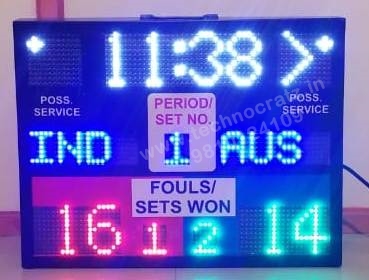 11:38 >
POSS. SERVICE
PERIOD/ SET NO.
POSS. SERVICE
IND 1 AUS
FOULS/ SETS WON
16 1 2 14